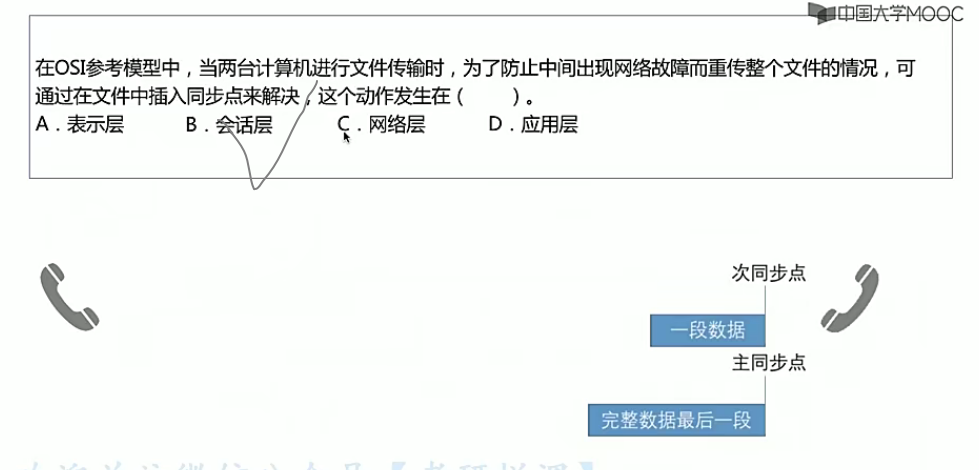 中国大学MOOC
在OSI参考模型中，当两台计算机进行文件传输时，为了防止中间出现网络故障而重传整个文件的情况，可
通过在文件中插入同步点来解决，这个动作发生在（　　）。
A．表示层　　B．会话层　　C．网络层　　D．应用层
次同步点
一段数据
主同步点
完整数据最后一段